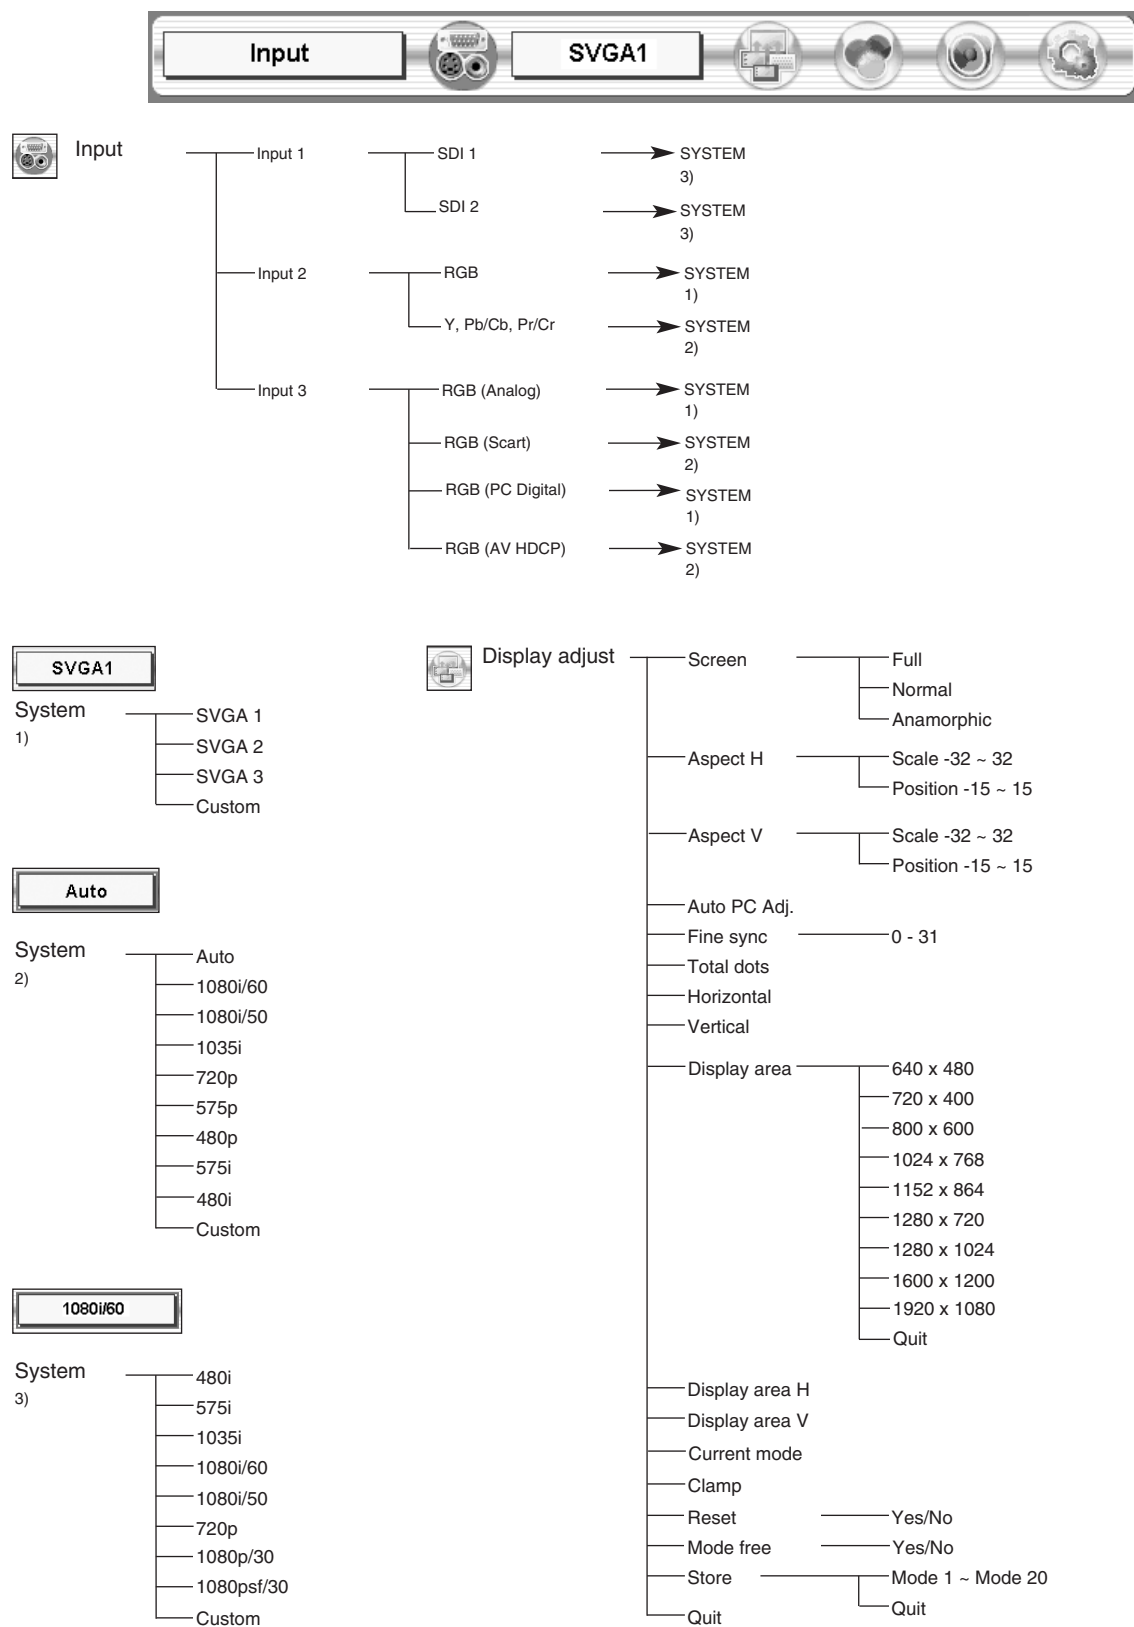 Input SVGA1
Input
Input 1 SDI 1 SYSTEM
3)
SDI 2 SYSTEM
3)
Input 2 RGB SYSTEM
1)
Y, Pb/Cb, Pr/Cr SYSTEM
2)
Input 3 RGB (Analog) SYSTEM
1)
RGB (Scart) SYSTEM
2)
RGB (PC Digital) SYSTEM
1)
RGB (AV HDCP) SYSTEM
2)
SVGA1
System
1)
SVGA 1
SVGA 2
SVGA 3
Custom
Auto
System
2)
Auto
1080i/60
1080i/50
1035i
720p
575p
480p
575i
480i
Custom
1080i/60
System
3)
480i
575i
1035i
1080i/60
1080i/50
720p
1080p/30
1080psf/30
Custom
Display adjust
Screen Full
Normal
Anamorphic
Aspect H Scale -32 ~ 32
Position -15 ~ 15
Aspect V Scale -32 ~ 32
Position -15 ~ 15
Auto PC Adj.
Fine sync 0 - 31
Total dots
Horizontal
Vertical
Display area 640 x 480
720 x 400
800 x 600
1024 x 768
1152 x 864
1280 x 720
1280 x 1024
1600 x 1200
1920 x 1080
Quit
Display area H
Display area V
Current mode
Clamp
Reset Yes/No
Mode free Yes/No
Store Mode 1 ~ Mode 20
Quit
Quit